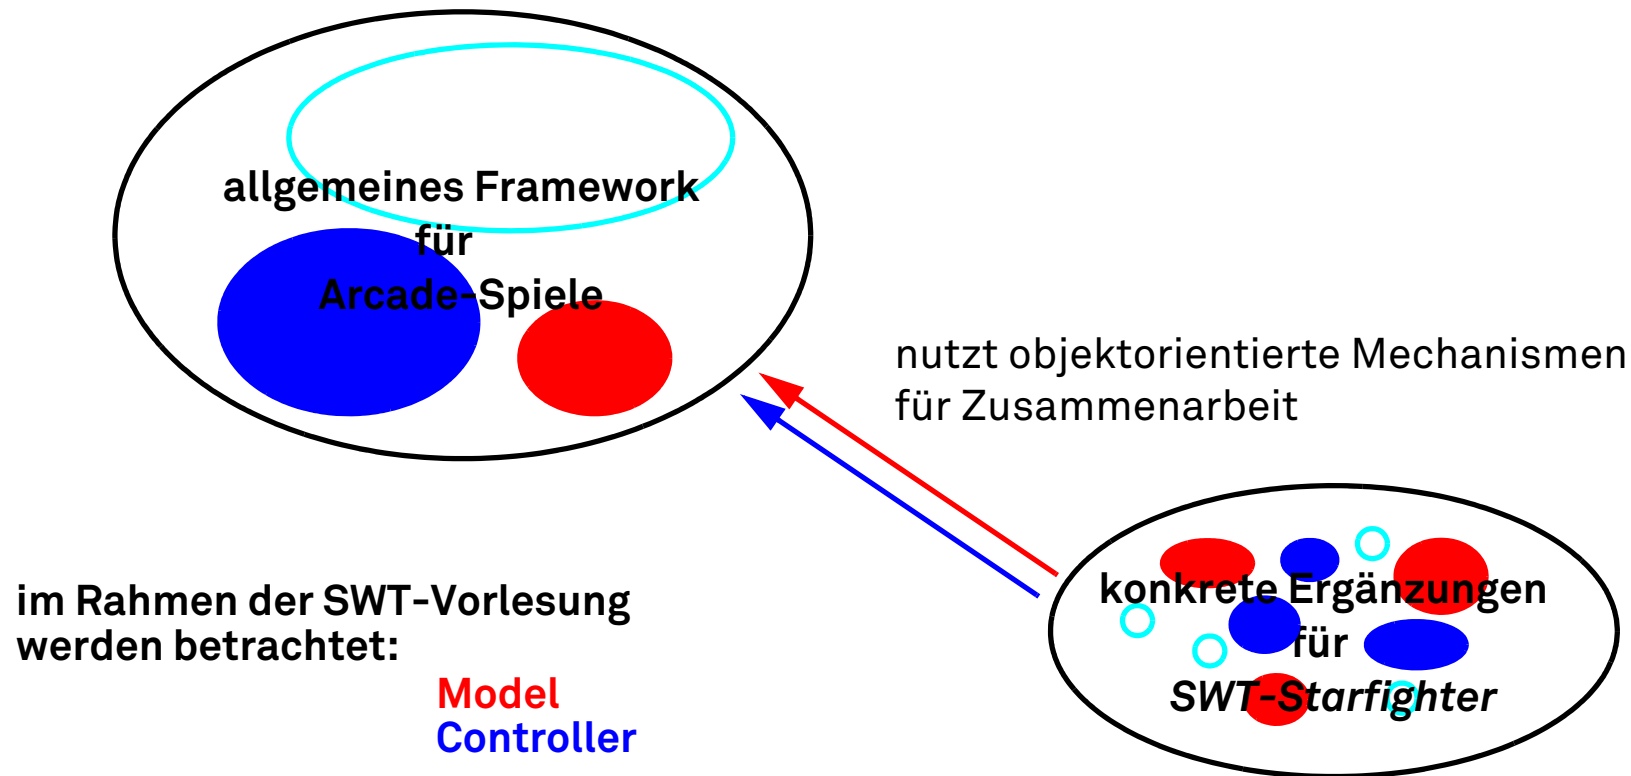 allgemeines Framework
für
Arcade-Spiele
nutzt objektorientierte Mechanismen
für Zusammenarbeit
konkrete Ergänzungen
für
SWT-Starfighter
im Rahmen der SWT-Vorlesung
werden betrachtet:
Model
Controller